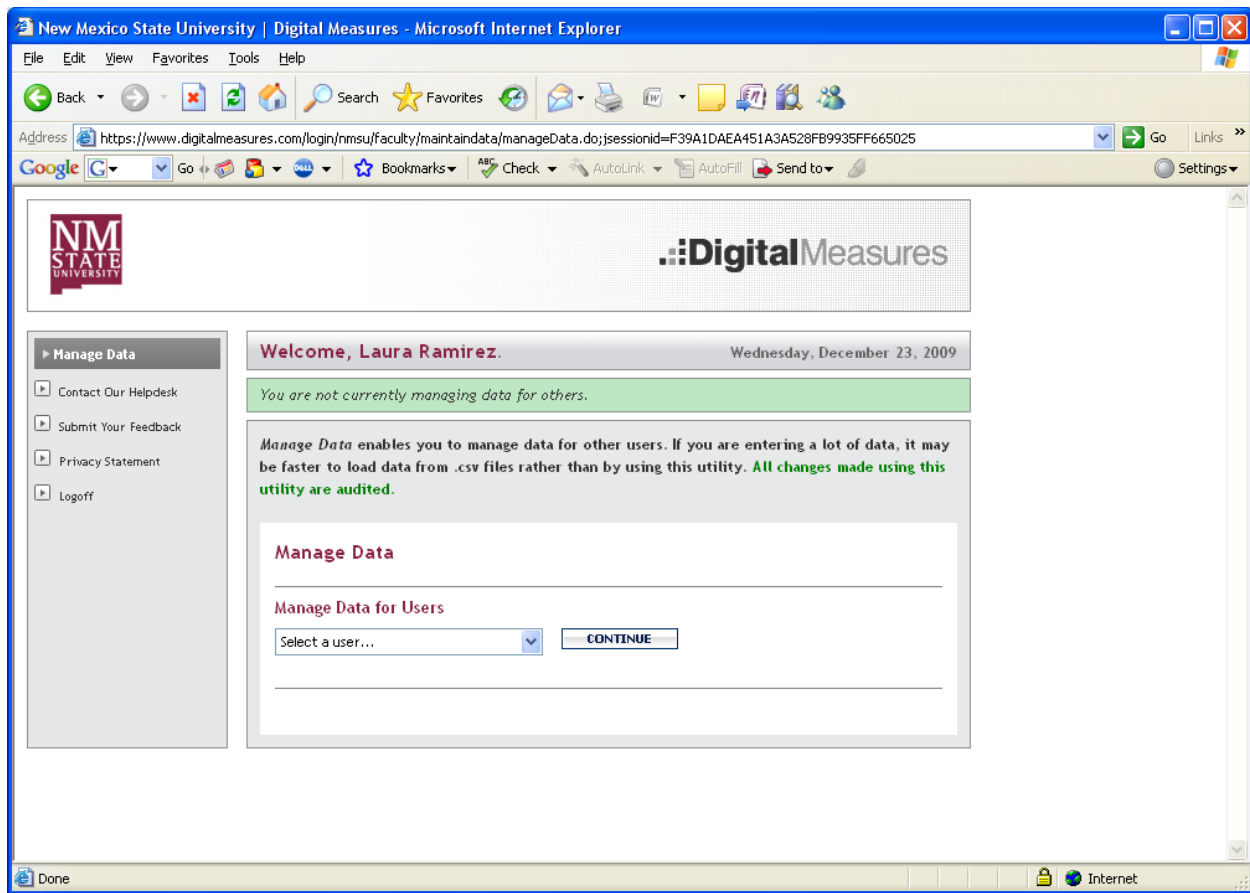 New Mexico State University | Digital Measures - Microsoft Internet Explorer
File Edit View Favorites Tools Help
Back Search Favorites
Address https://www.digitalmeasures.com/login/nmsu/faculty/maintaindata/manageData.do;jsessionid=F39A1DAEA451A3A528FB9935FF665025 Go Links »
Google G Go DELL Bookmarks ABC Check AutoLink AutoFill Send to Settings
NM
STATE
UNIVERSITY
.:DigitalMeasures
Manage Data
Contact Our Helpdesk
Submit Your Feedback
Privacy Statement
Logoff
Welcome, Laura Ramirez. Wednesday, December 23, 2009
You are not currently managing data for others.
Manage Data enables you to manage data for other users. If you are entering a lot of data, it may
be faster to load data from .csv files rather than by using this utility. All changes made using this
utility are audited.
Manage Data
Manage Data for Users
Select a user... CONTINUE
Done Internet